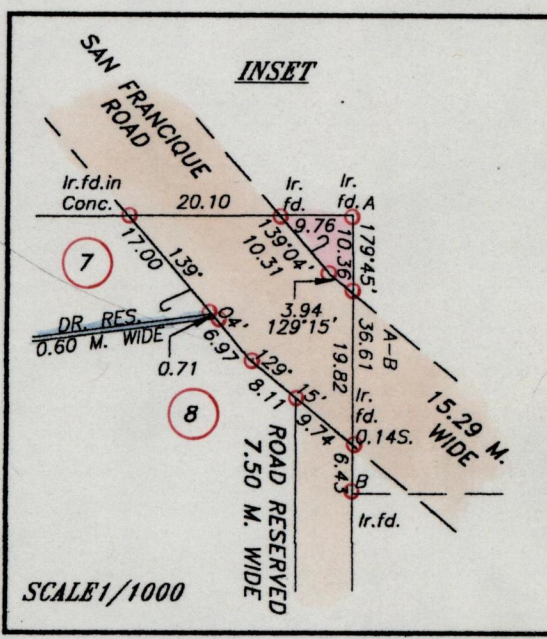 INSET
SAN FRANCIQUE
ROAD
Ir.fd.in
Conc.
20.10
Ir.
fd.
Ir.
fd. A
9.76
139°04'
10.31
10.36
179°45'
7
17.00
139°
04'
3.94
129°15'
36.61
A-B
19.82
DR. RES.
0.60 M. WIDE
0.71
6.97
129°
15'
8.11
9.74
8
Ir.
fd.
0.14S.
6.43
B
Ir.fd.
15.29 M.
WIDE
ROAD RESERVED
7.50 M. WIDE
SCALE1/1000